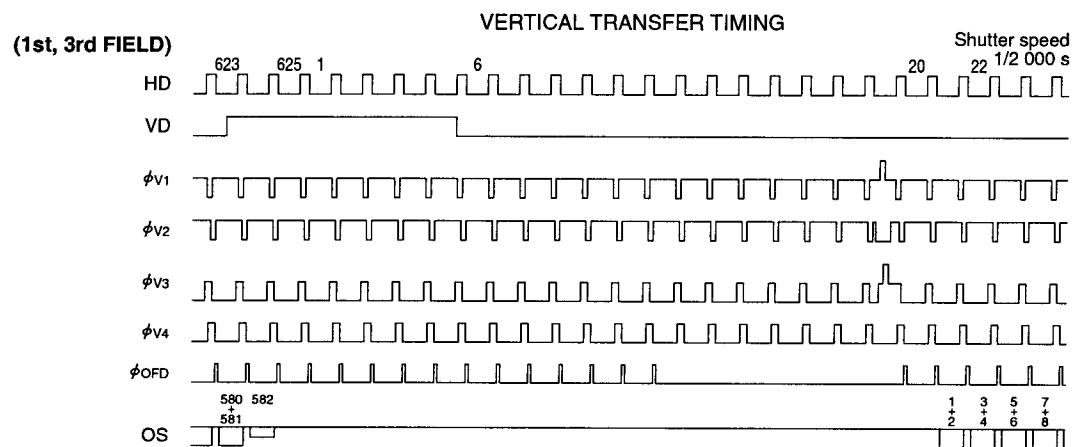 VERTICAL TRANSFER TIMING
(1st, 3rd FIELD)
Shutter speed
1/2 000 s
623 625 1 6 20 22
HD
VD
ϕV1
ϕV2
ϕV3
ϕV4
ϕOFD
580 + 581 582 1 + 2 3 + 4 5 + 6 7 + 8
OS